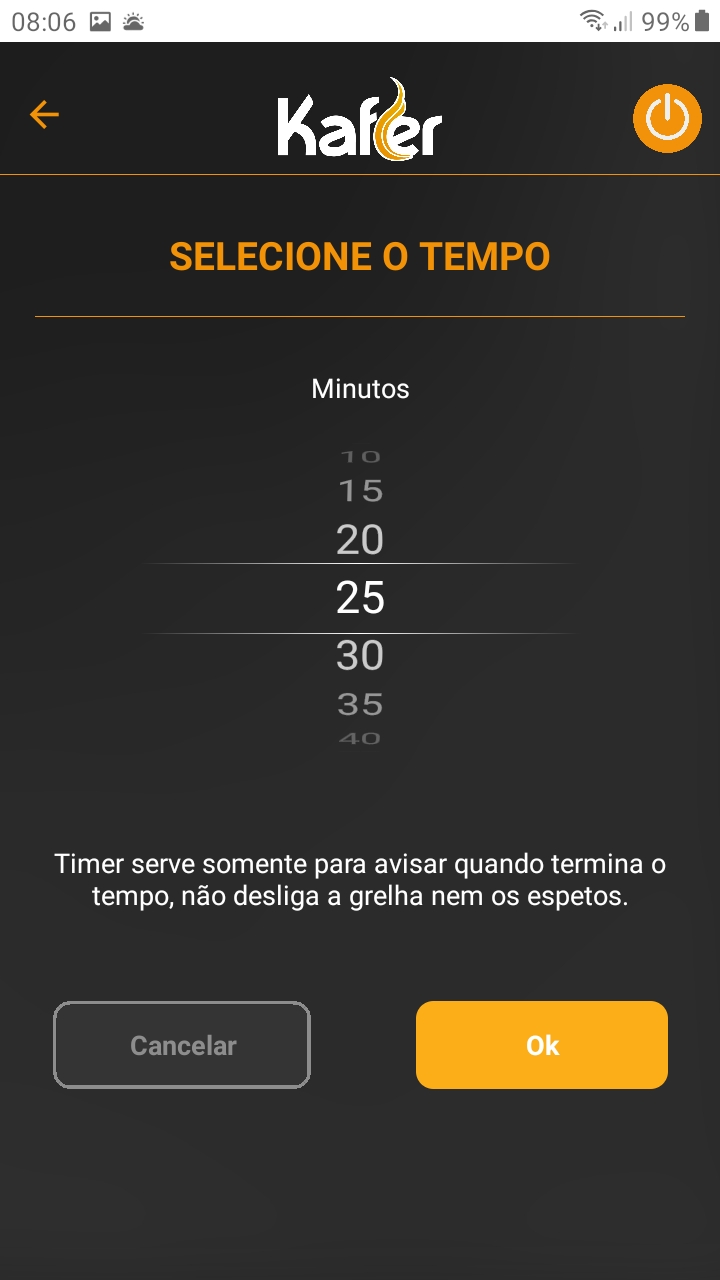 08:06
99%
Kafer
SELECIONE O TEMPO
Minutos
10
15
20
25
30
35
40
Timer serve somente para avisar quando termina o
tempo, não desliga a grelha nem os espetos.
Cancelar
Ok